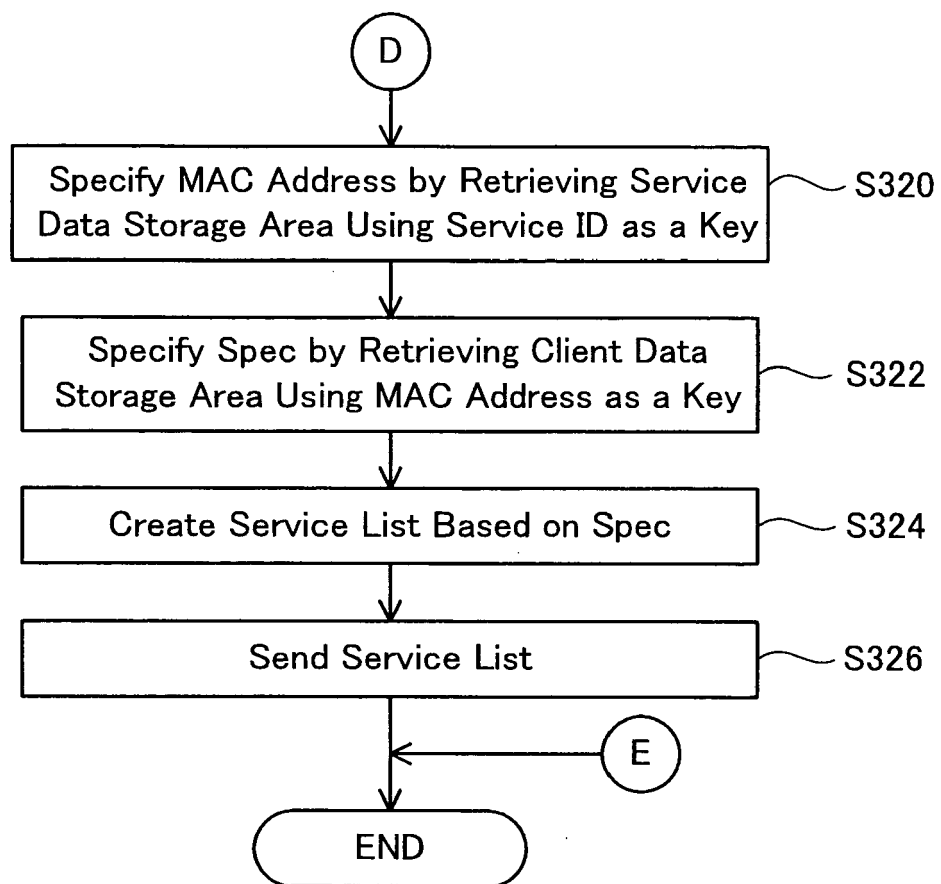 D
Specify MAC Address by Retrieving Service
Data Storage Area Using Service ID as a Key
S320
Specify Spec by Retrieving Client Data
Storage Area Using MAC Address as a Key
S322
Create Service List Based on Spec
S324
Send Service List
S326
E
END